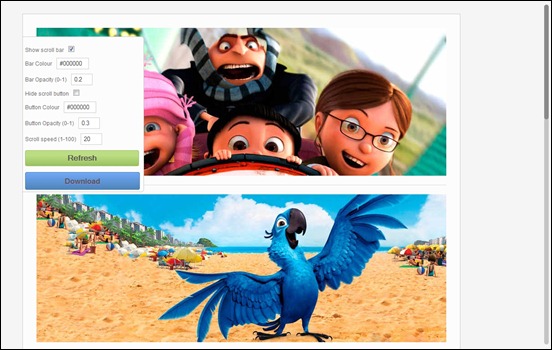 Show scroll bar
Bar Colour #000000
Bar Opacity (0-1) 0.2
Hide scroll button
Button Colour #000000
Button Opacity (0-1) 0.3
Scroll speed (1-100) 20
Refresh
Download